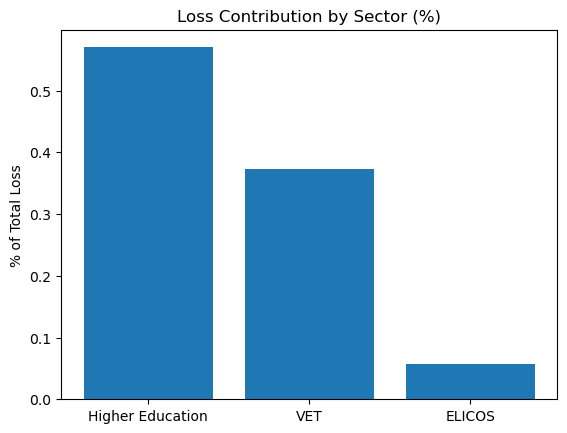 Loss Contribution by Sector (%)
% of Total Loss
0.5
0.4
0.3
0.2
0.1
0.0
Higher Education VET ELICOS